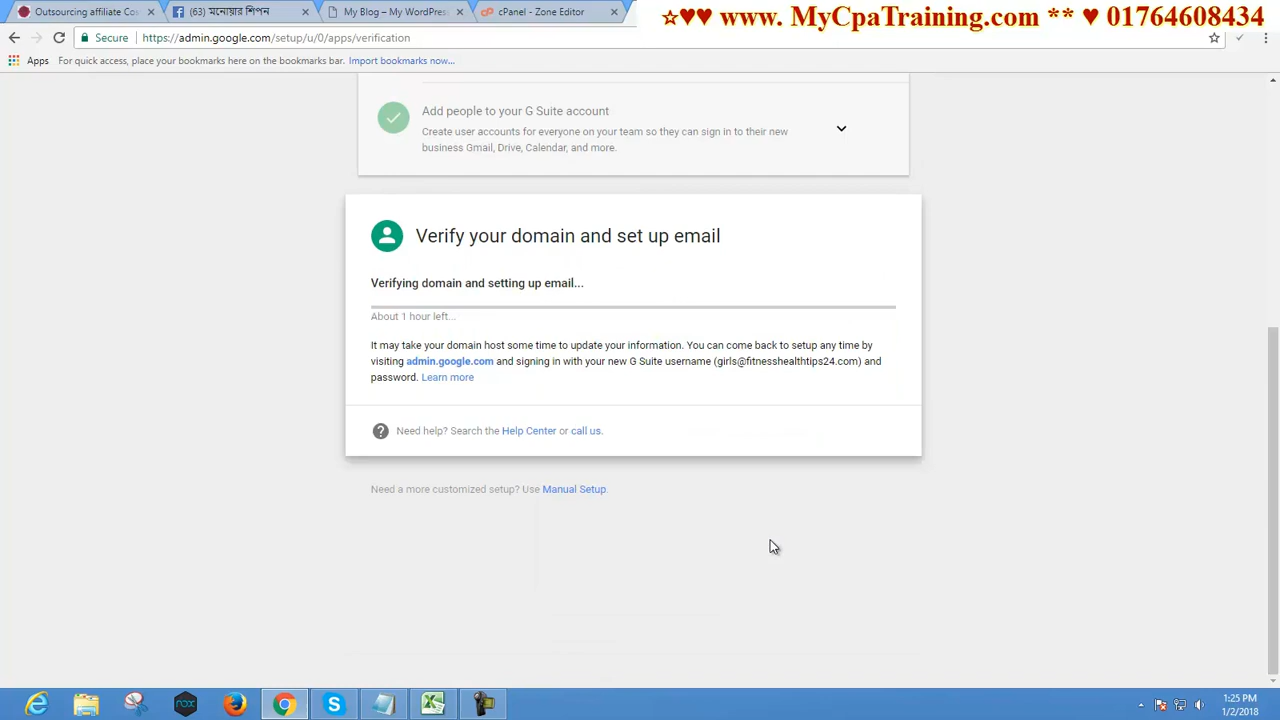 Outsourcing affiliate Co
(63) মনোয়ার শিপন
My Blog – My WordPress
cPanel - Zone Editor
☆♥♥ www. MyCpaTraining.com ** ♥ 01764608434
Secure
https://admin.google.com/setup/u/0/apps/verification
Apps
For quick access, place your bookmarks here on the bookmarks bar. Import bookmarks now...
Add people to your G Suite account
Create user accounts for everyone on your team so they can sign in to their new
business Gmail, Drive, Calendar, and more.
Verify your domain and set up email
Verifying domain and setting up email...
About 1 hour left...
It may take your domain host some time to update your information. You can come back to setup any time by
visiting admin.google.com and signing in with your new G Suite username (girls@fitnesshealthtips24.com) and
password. Learn more
Need help? Search the Help Center or call us.
Need a more customized setup? Use Manual Setup.
nox
1:25 PM
1/2/2018